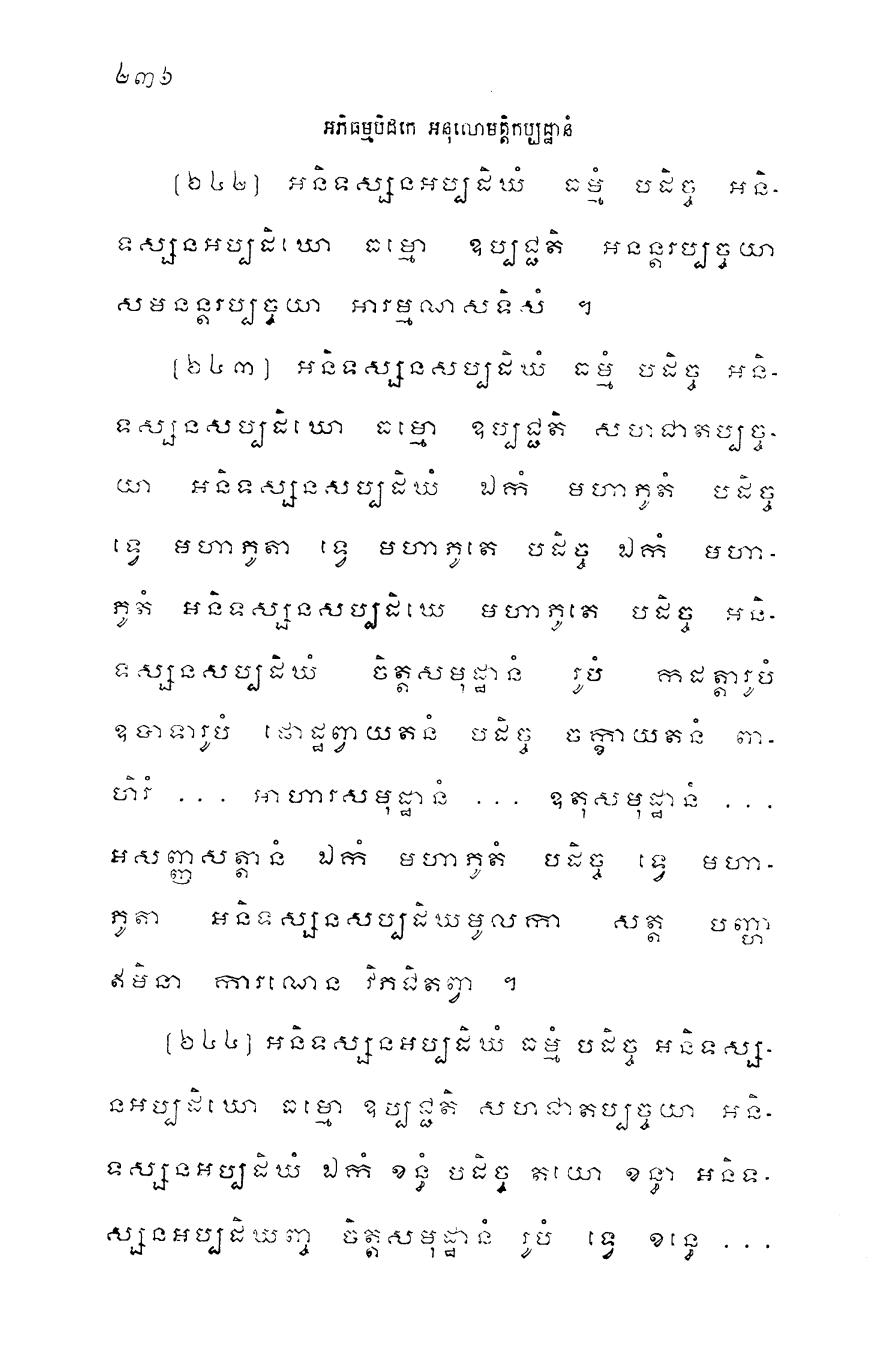 ២៣៦
អភិធម្មបិដកេ អនុលោមត្តិកប្បដ្ឋានំ
(២៤២) អនិទស្សនអប្បដិឃំ ធម្មំ បដិច្ច អនិ-
ទស្សនអប្បដិឃោ ធម្មោ ឧប្បជ្ជតិ អនន្តរប្បច្ចយា
សមនន្តរប្បច្ចយា អារម្មណសទិសំ ។
(២៤៣) អនិទស្សនសប្បដិឃំ ធម្មំ បដិច្ច អនិ-
ទស្សនសប្បដិឃោ ធម្មោ ឧប្បជ្ជតិ សហជាតប្បច្ច-
យា អនិទស្សនសប្បដិឃំ ឯកំ មហាភូតំ បដិច្ច
ទ្វេ មហាភូតា ទ្វេ មហាភូតេ បដិច្ច ឯកំ មហា-
ភូតំ អនិទស្សនសប្បដិឃេ មហាភូតេ បដិច្ច អនិ-
ទស្សនសប្បដិឃំ ចិត្តសមុដ្ឋានំ រូបំ កដត្តារូបំ
ឧបាទារូបំ ផោដ្ឋព្វាយតនំ បដិច្ច ចក្ខាយតនំ ពា-
ហិរំ ... អាហារសមុដ្ឋានំ ... ឧតុសមុដ្ឋានំ ...
អសញ្ញសត្តានំ ឯកំ មហាភូតំ បដិច្ច ទ្វេ មហា-
ភូតា អនិទស្សនសប្បដិឃមូលកា សត្ត បញ្ហា
ឥមិនា ការណេន វិភជិតព្វា ។
(២៤៤) អនិទស្សនអប្បដិឃំ ធម្មំ បដិច្ច អនិទស្ស-
នអប្បដិឃោ ធម្មោ ឧប្បជ្ជតិ សហជាតប្បច្ចយា អនិ-
ទស្សនអប្បដិឃំ ឯកំ ខន្ធំ បដិច្ច តយោ ខន្ធា អនិទ-
ស្សនអប្បដិឃញ្ច ចិត្តសមុដ្ឋានំ រូបំ ទ្វេ ខន្ធេ ...